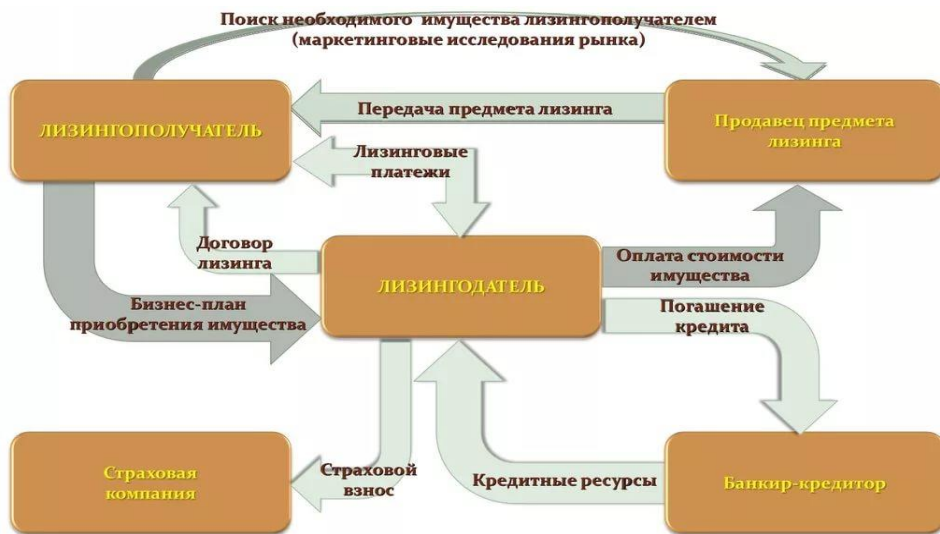 Поиск необходимого имущества лизингополучателем
(маркетинговые исследования рынка)
ЛИЗИНГОПОЛУЧАТЕЛЬ
Передача предмета лизинга
Продавец предмета
лизинга
Лизинговые
платежи
Договор
лизинга
ЛИЗИНГОДАТЕЛЬ
Оплата стоимости
имущества
Бизнес-план
приобретения имущества
Погашение
кредита
Страховая
компания
Страховой
взнос
Кредитные ресурсы
Банкир-кредитор